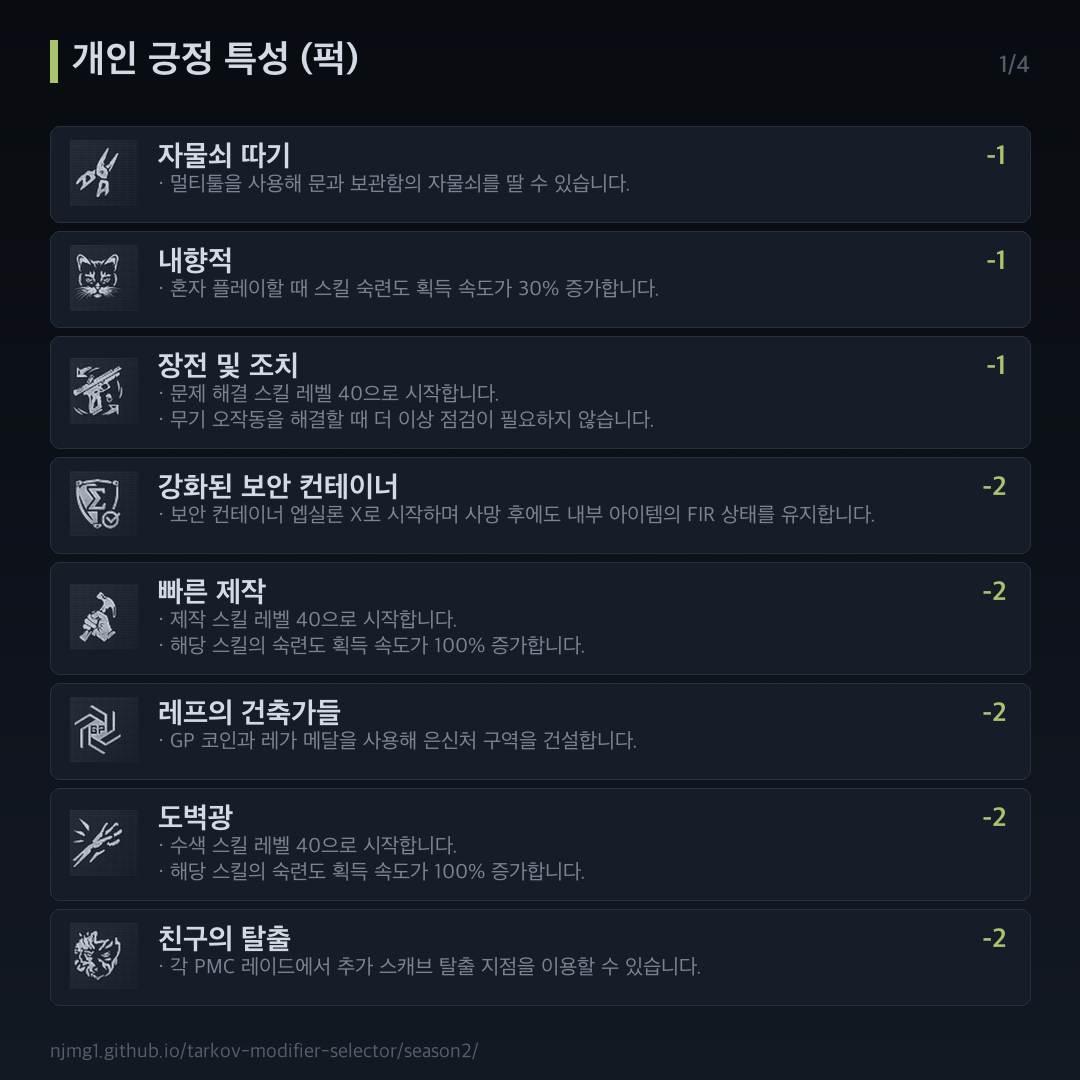 개인 긍정 특성 (퍽)
1/4
자물쇠 따기
-1
· 멀티툴을 사용해 문과 보관함의 자물쇠를 딸 수 있습니다.
내향적
-1
· 혼자 플레이할 때 스킬 숙련도 획득 속도가 30% 증가합니다.
장전 및 조치
-1
· 문제 해결 스킬 레벨 40으로 시작합니다.
· 무기 오작동을 해결할 때 더 이상 점검이 필요하지 않습니다.
강화된 보안 컨테이너
-2
· 보안 컨테이너 엡실론 X로 시작하며 사망 후에도 내부 아이템의 FIR 상태를 유지합니다.
빠른 제작
-2
· 제작 스킬 레벨 40으로 시작합니다.
· 해당 스킬의 숙련도 획득 속도가 100% 증가합니다.
GP
레프의 건축가들
-2
· GP 코인과 레가 메달을 사용해 은신처 구역을 건설합니다.
도벽광
-2
· 수색 스킬 레벨 40으로 시작합니다.
· 해당 스킬의 숙련도 획득 속도가 100% 증가합니다.
친구의 탈출
-2
· 각 PMC 레이드에서 추가 스캐브 탈출 지점을 이용할 수 있습니다.
njmg1.github.io/tarkov-modifier-selector/season2/